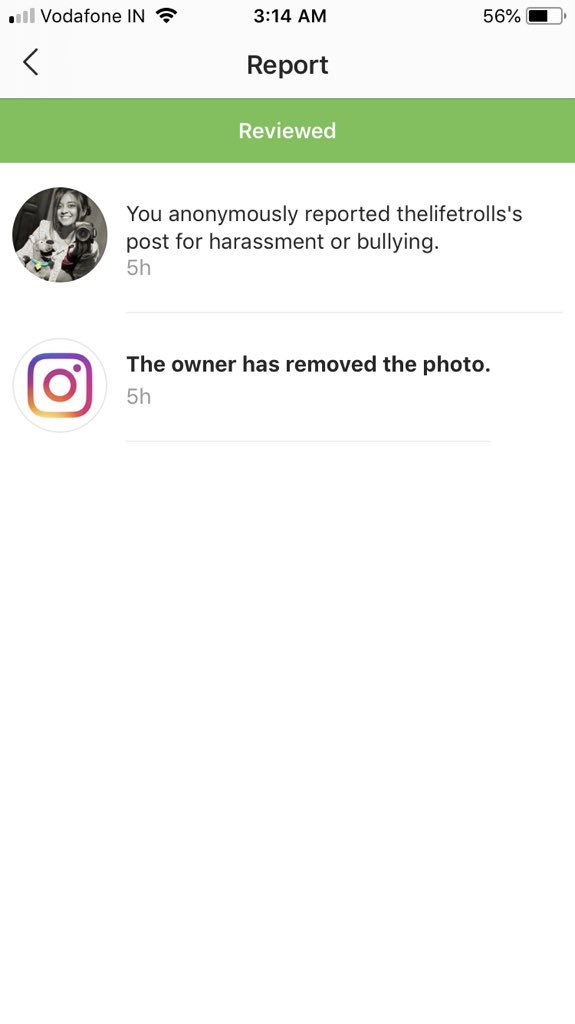 Vodafone IN 3:14 AM 56%
Report
Reviewed
You anonymously reported thelifetrolls's
post for harassment or bullying.
5h
The owner has removed the photo.
5h